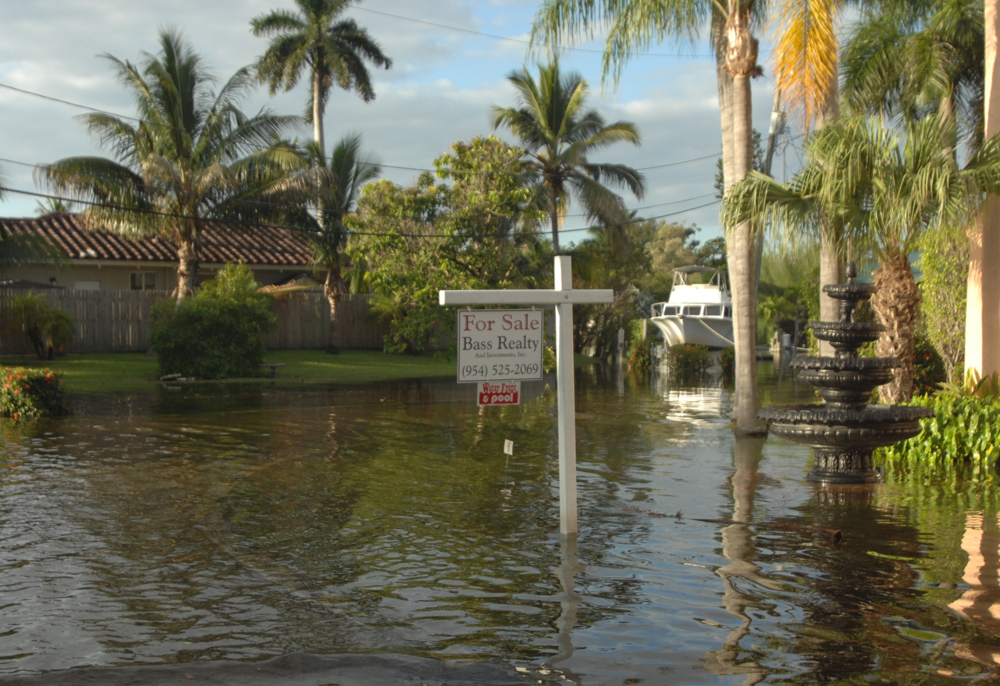 For Sale
Bass Realty
And Investments, Inc.
(954) 525-2069
Water Front
& pool